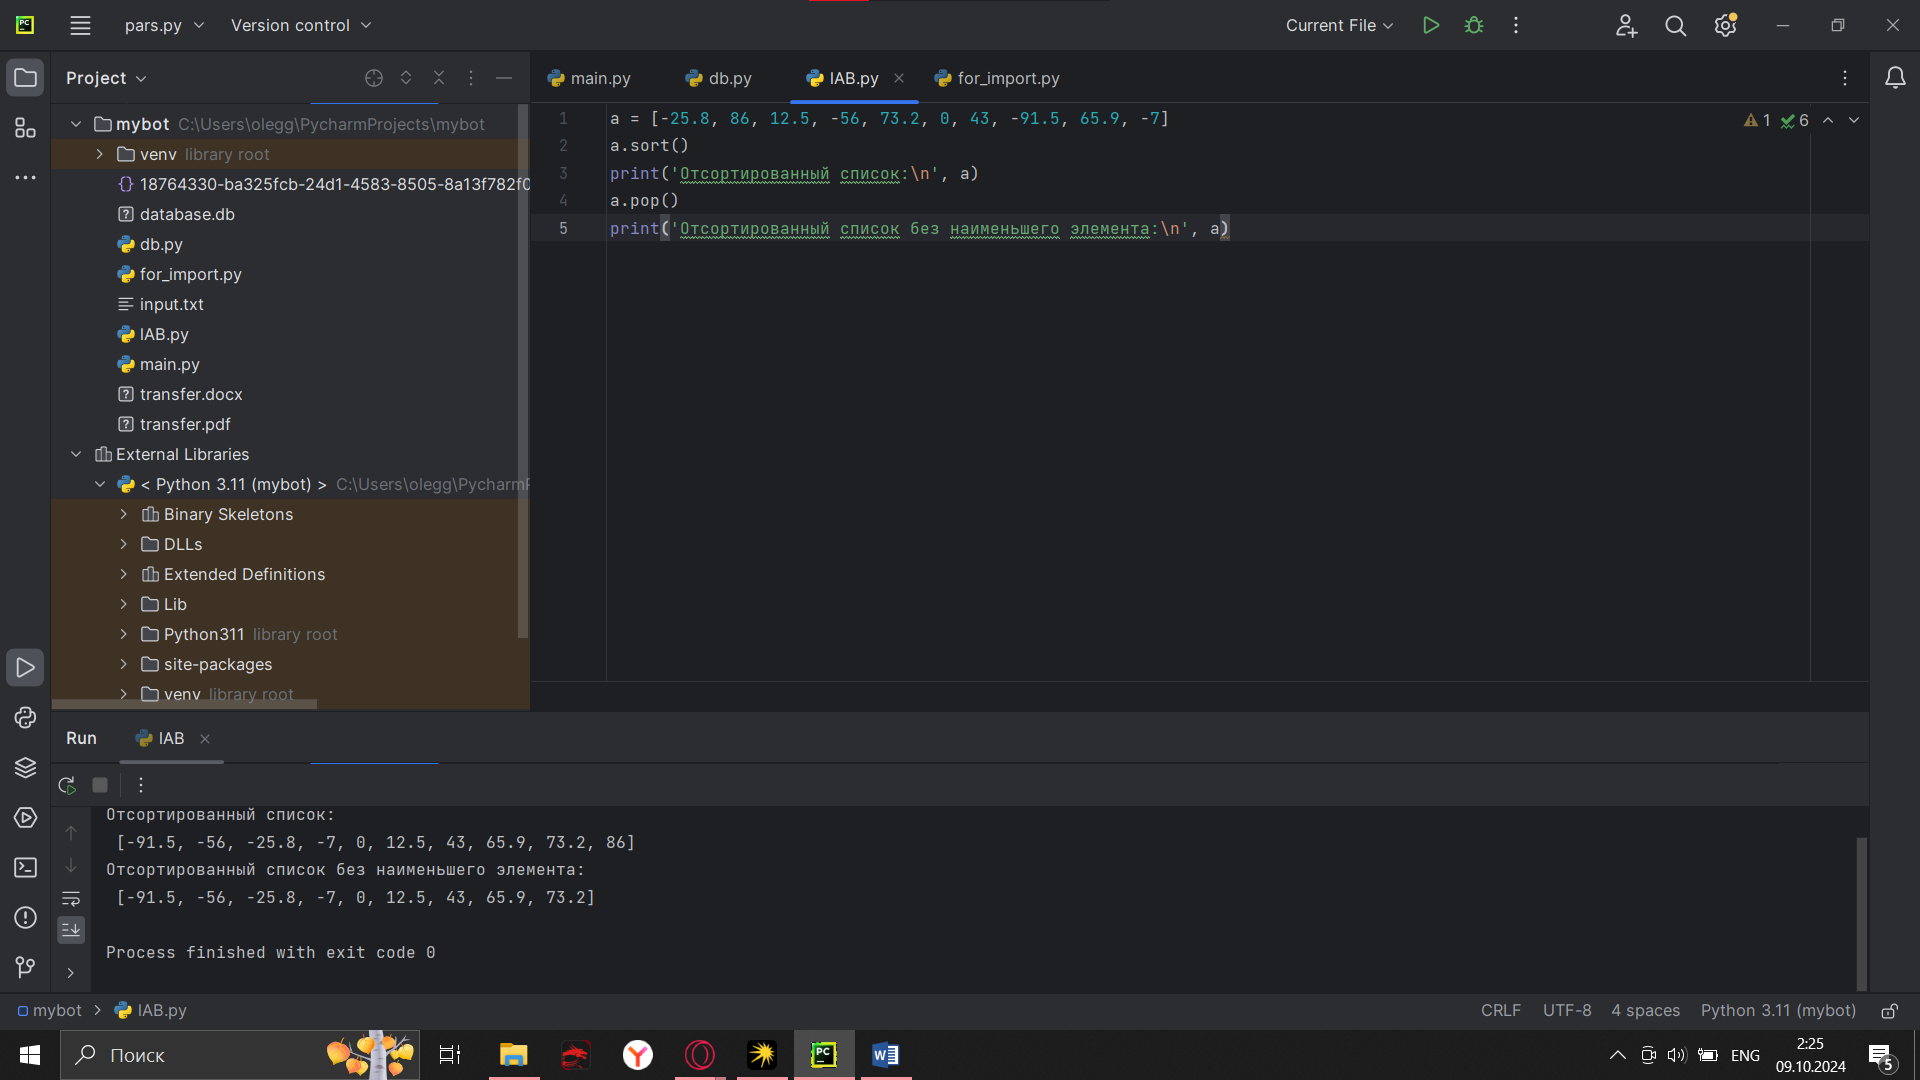 pars.py
Version control
Current File
Project
main.py
db.py
IAB.py
for_import.py
mybot C:\Users\olegg\PycharmProjects\mybot
venv library root
18764330-ba325fcb-24d1-4583-8505-8a13f782f0
database.db
db.py
for_import.py
input.txt
IAB.py
main.py
transfer.docx
transfer.pdf
External Libraries
< Python 3.11 (mybot) > C:\Users\olegg\PycharmP
Binary Skeletons
DLLs
Extended Definitions
Lib
Python311 library root
site-packages
venv library root
1 a = [-25.8, 86, 12.5, -56, 73.2, 0, 43, -91.5, 65.9, -7]
2 a.sort()
3 print('Отсортированный список:\n', a)
4 a.pop()
5 print('Отсортированный список без наименьшего элемента:\n', a)
1 6
Run
IAB
Отсортированный список:
[-91.5, -56, -25.8, -7, 0, 12.5, 43, 65.9, 73.2, 86]
Отсортированный список без наименьшего элемента:
[-91.5, -56, -25.8, -7, 0, 12.5, 43, 65.9, 73.2]
Process finished with exit code 0
mybot > IAB.py
CRLF UTF-8 4 spaces Python 3.11 (mybot)
Поиск
ENG
2:25
09.10.2024
5